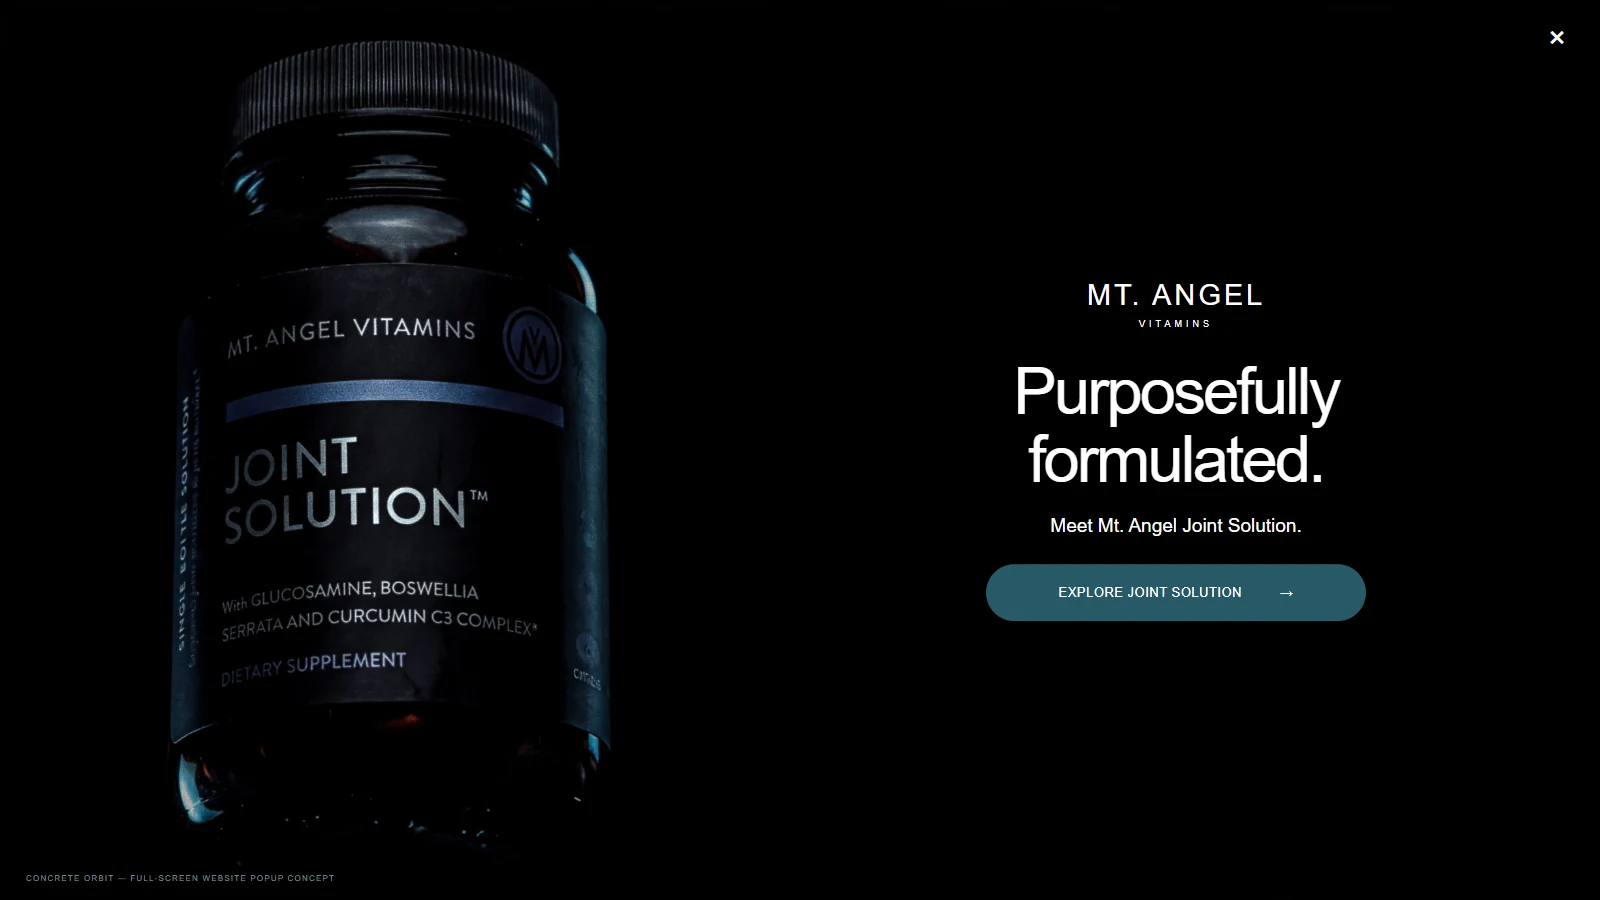 MT. ANGEL VITAMINS
JOINT
SOLUTION™
With GLUCOSAMINE, BOSWELLIA
SERRATA AND CURCUMIN C3 COMPLEX®
DIETARY SUPPLEMENT
SINGLE BOTTLE SOLUTION
×
MT. ANGEL
VITAMINS
Purposefully
formulated.
Meet Mt. Angel Joint Solution.
EXPLORE JOINT SOLUTION →
CONCRETE ORBIT — FULL-SCREEN WEBSITE POPUP CONCEPT